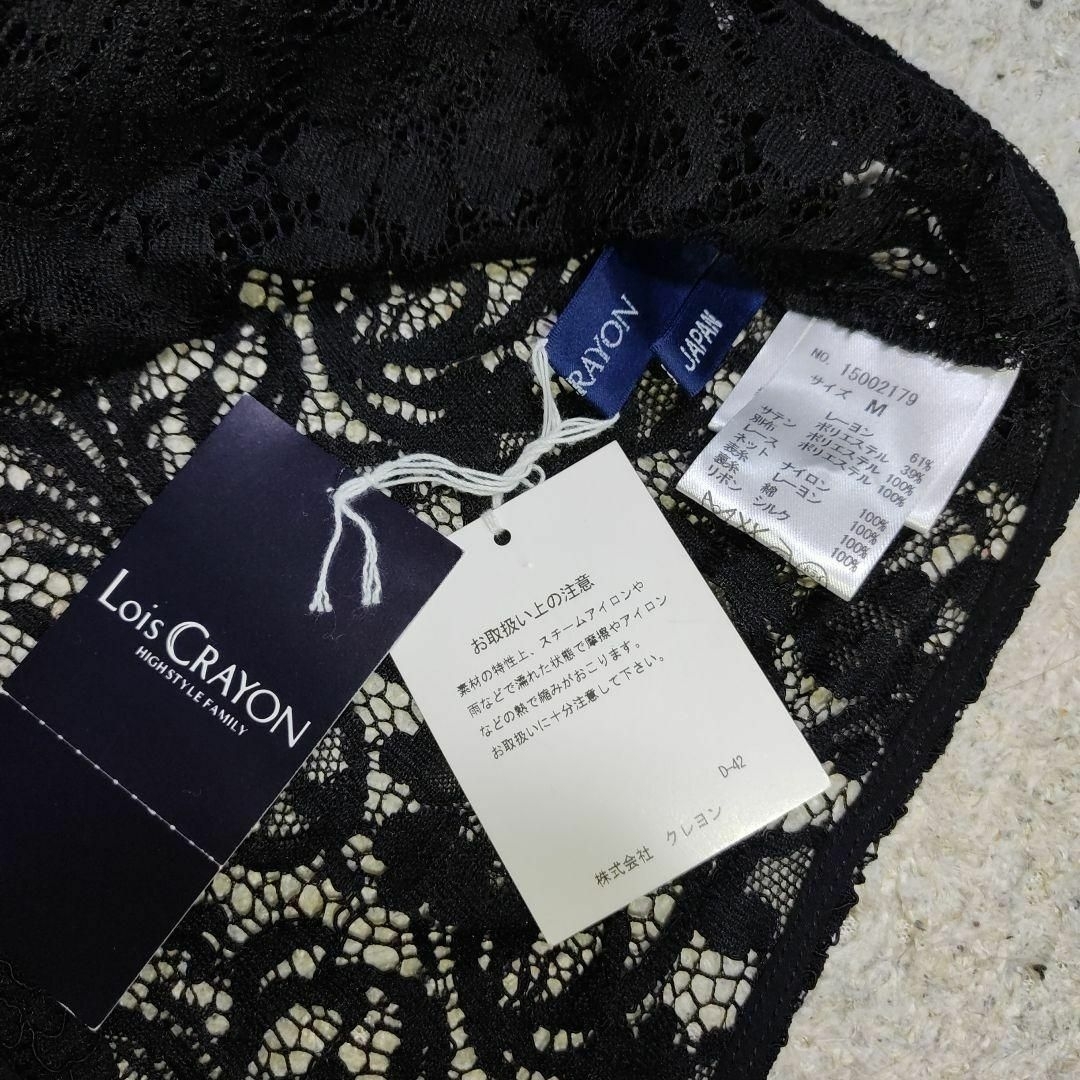 RAYON
JAPAN
NO. 15002179
サイズ M
サテン レーヨン 61%
ポリエステル 39%
別布 ポリエステル 100%
レース ポリエステル 100%
ネット ナイロン 100%
表糸 レーヨン 100%
裏糸 綿 100%
リボン シルク 100%
Lois CRAYON
HIGH STYLE FAMILY
お取扱い上の注意
素材の特性上、スチームアイロンや
雨などで濡れた状態で摩擦やアイロン
などの熱で縮みがおこります。
お取扱いに十分注意して下さい。
D-42
株式会社 クレヨン